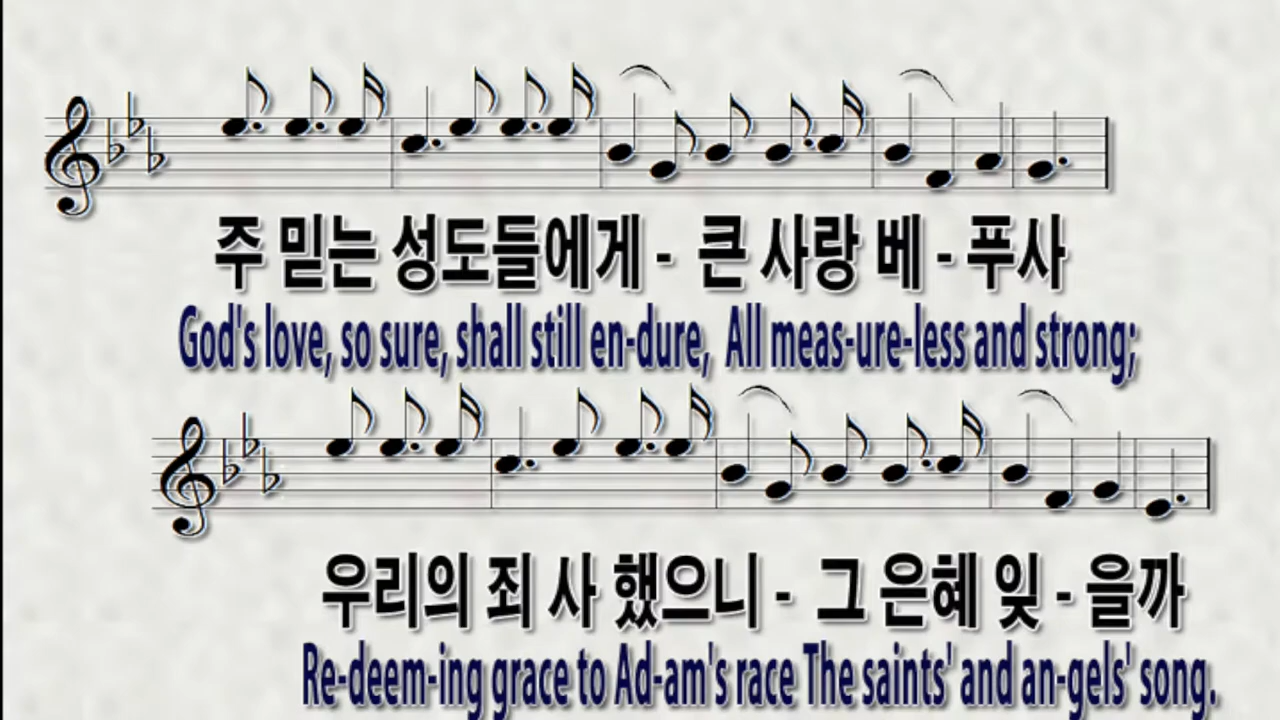 주 믿는 성도들에게 - 큰 사랑 베 - 푸사
God's love, so sure, shall still en-dure, All meas-ure-less and strong;
우리의 죄 사 했으니 - 그 은혜 잊 - 을까
Re-deem-ing grace to Ad-am's race The saints' and an-gels' song.